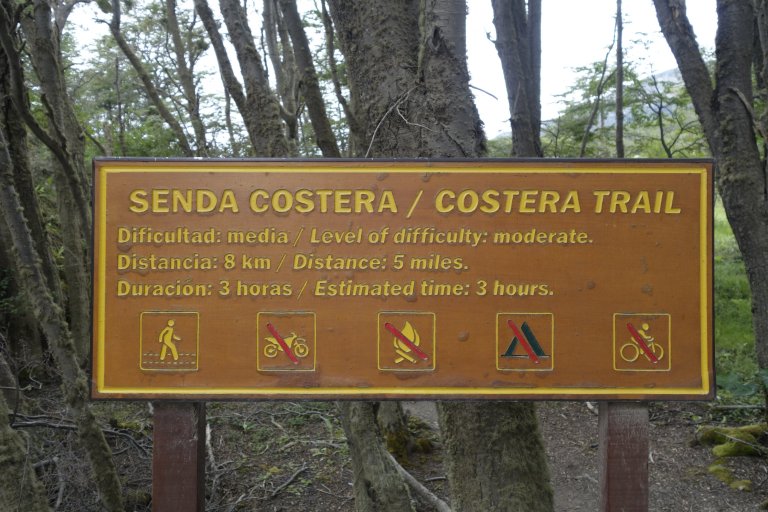 SENDA COSTERA / COSTERA TRAIL
Dificultad: media / Level of difficulty: moderate.
Distancia: 8 km / Distance: 5 miles.
Duración: 3 horas / Estimated time: 3 hours.